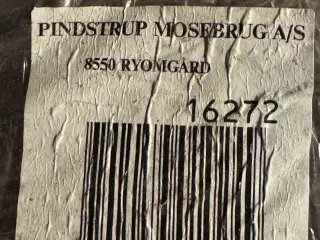 PINDSTRUP MOSEBRUG A/S
8550 RYOMGÅRD
16272